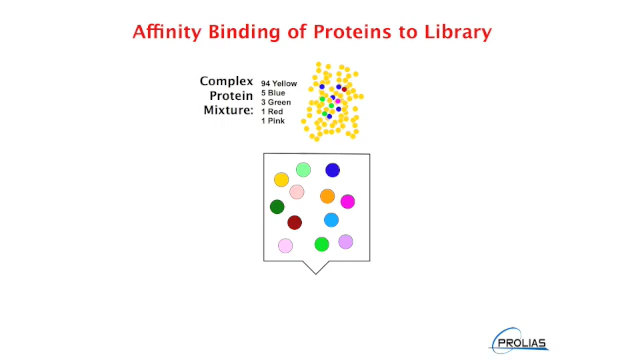 Affinity Binding of Proteins to Library
Complex
Protein
Mixture:
94 Yellow
5 Blue
3 Green
1 Red
1 Pink
PROLIAS